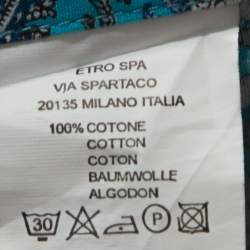 ETRO SPA
VIA SPARTACO
20135 MILANO ITALIA
100% COTONE
COTTON
COTON
BAUMWOLLE
ALGODON
30 P